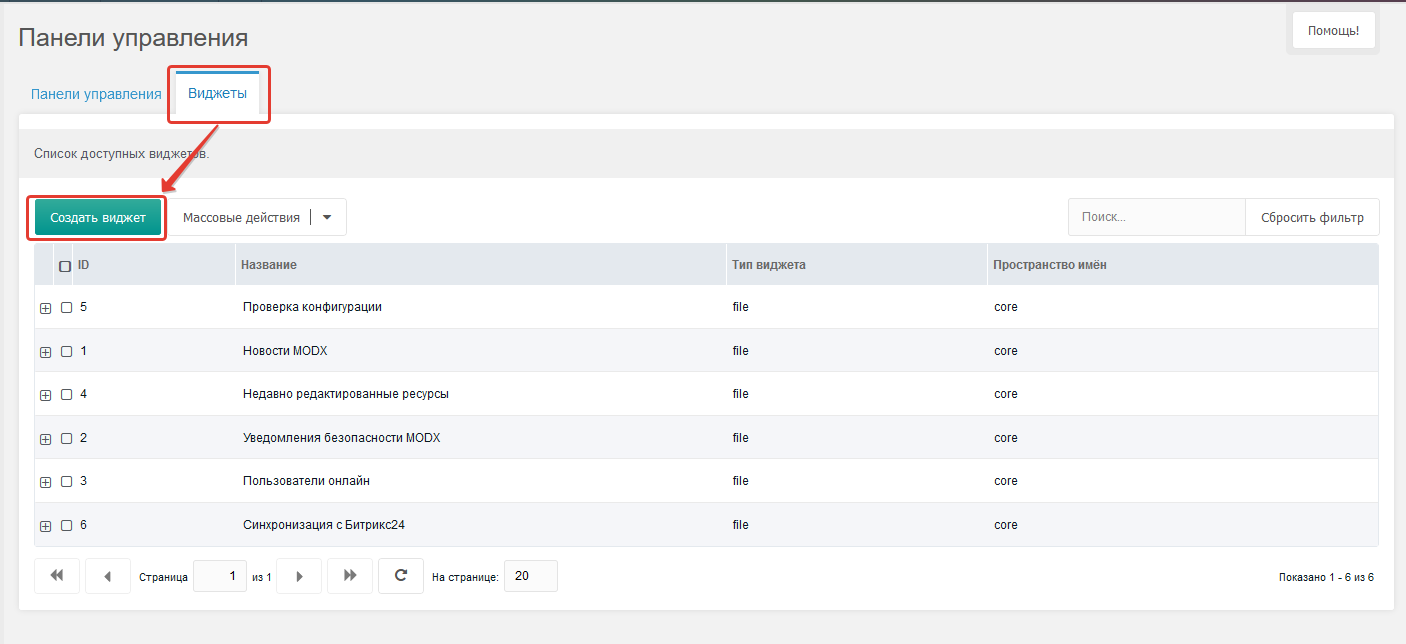 Панели управления
Помощь!
Панели управления Виджеты
Список доступных виджетов.
Создать виджет Массовые действия Поиск... Сбросить фильтр
ID Название Тип виджета Пространство имён
5 Проверка конфигурации file core
1 Новости MODX file core
4 Недавно редактированные ресурсы file core
2 Уведомления безопасности MODX file core
3 Пользователи онлайн file core
6 Синхронизация с Битрикс24 file core
Страница 1 из 1 На странице: 20 Показано 1 - 6 из 6